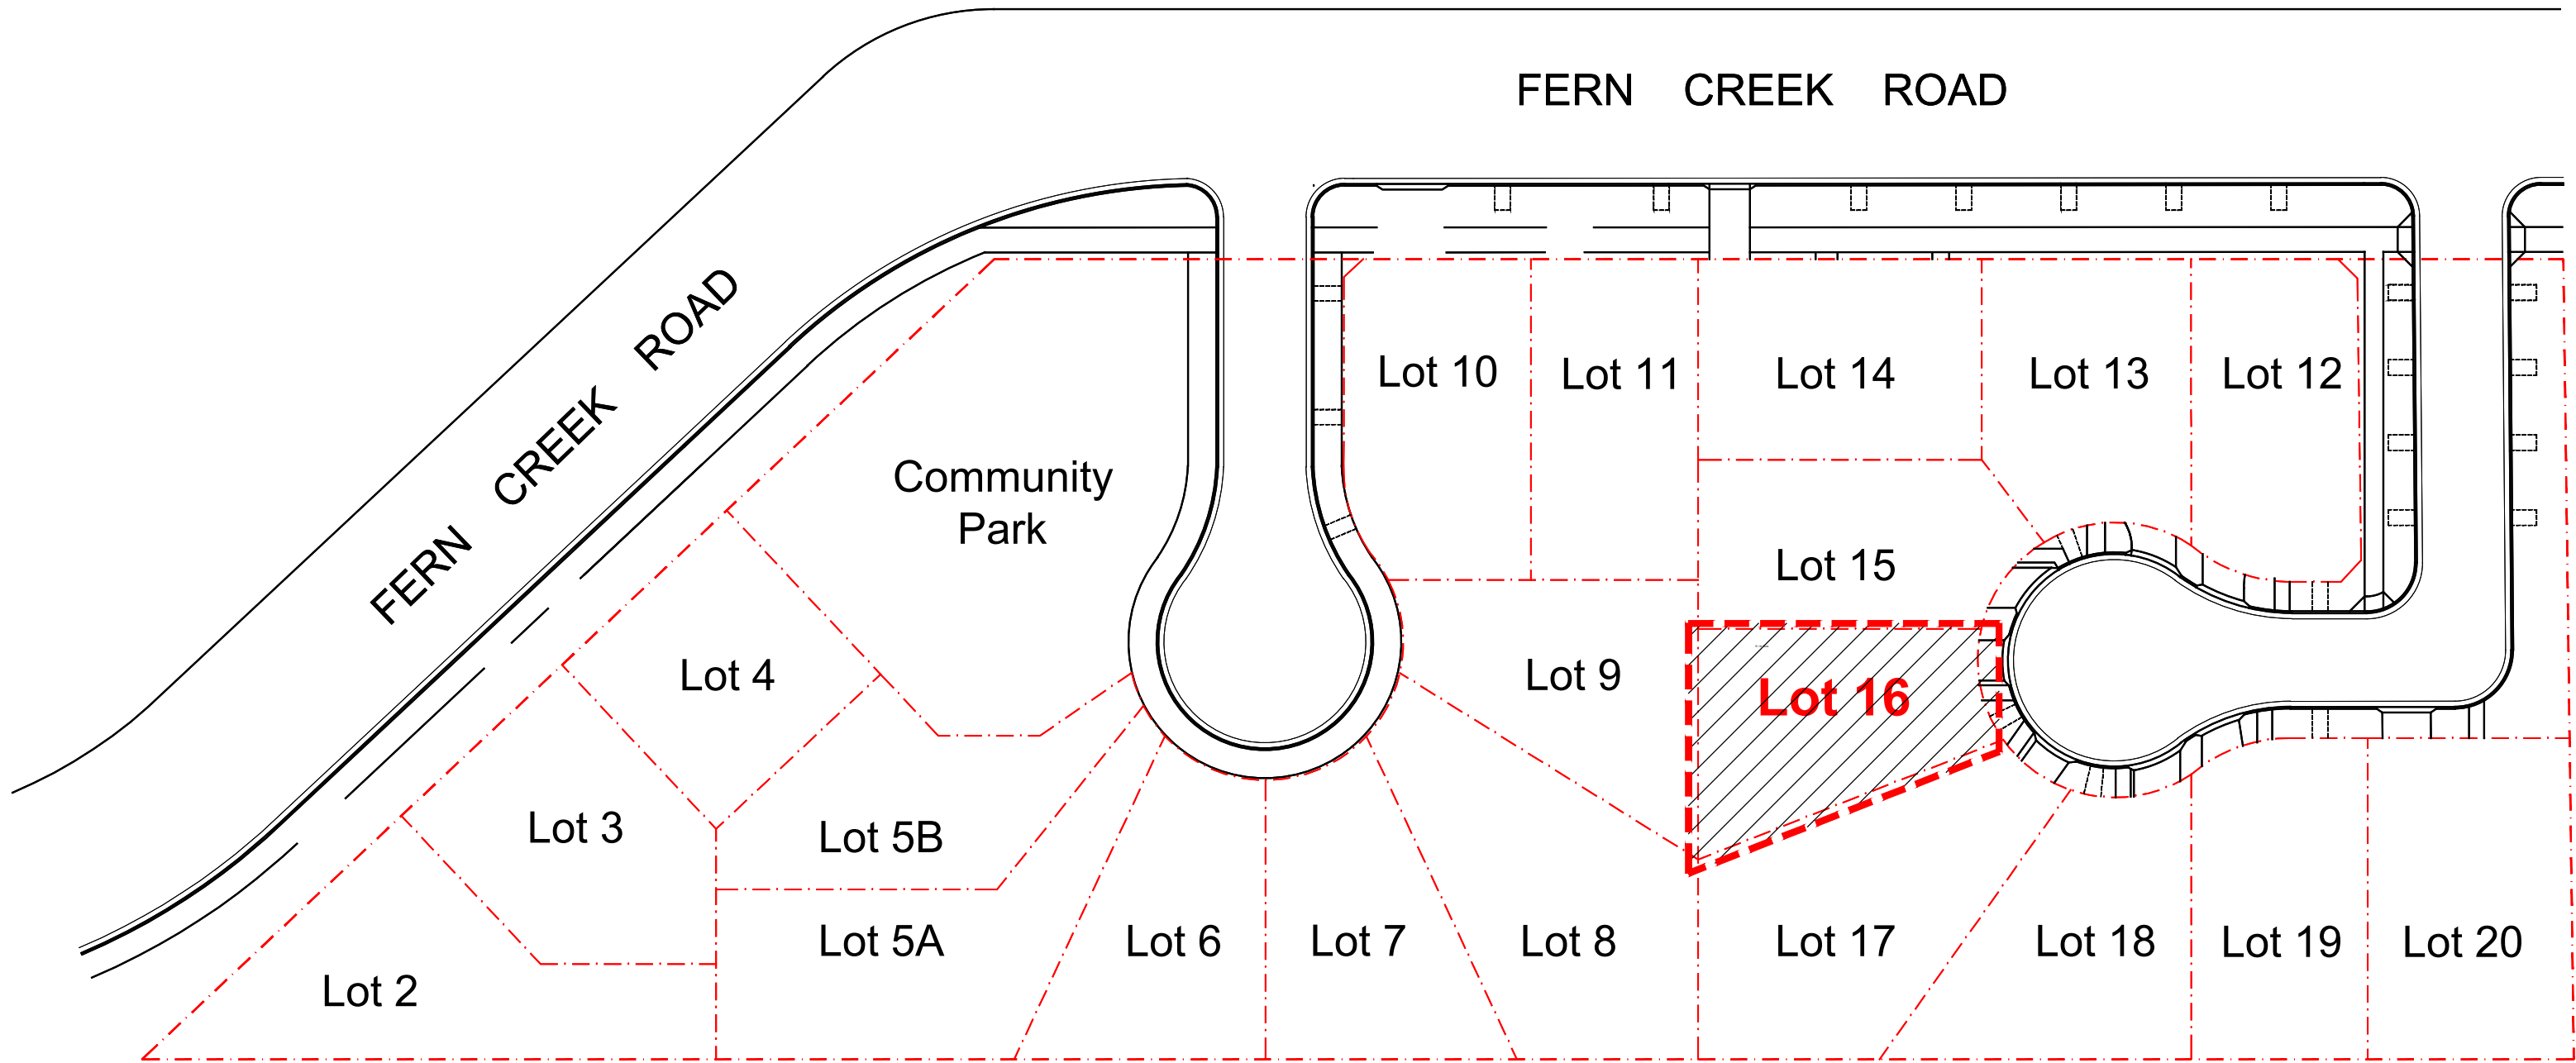 FERN CREEK ROAD
FERN CREEK ROAD
Lot 10
Lot 11
Lot 14
Lot 13
Lot 12
Community
Park
Lot 15
Lot 4
Lot 9
Lot 16
Lot 3
Lot 5B
Lot 5A
Lot 6
Lot 7
Lot 8
Lot 17
Lot 18
Lot 19
Lot 20
Lot 2